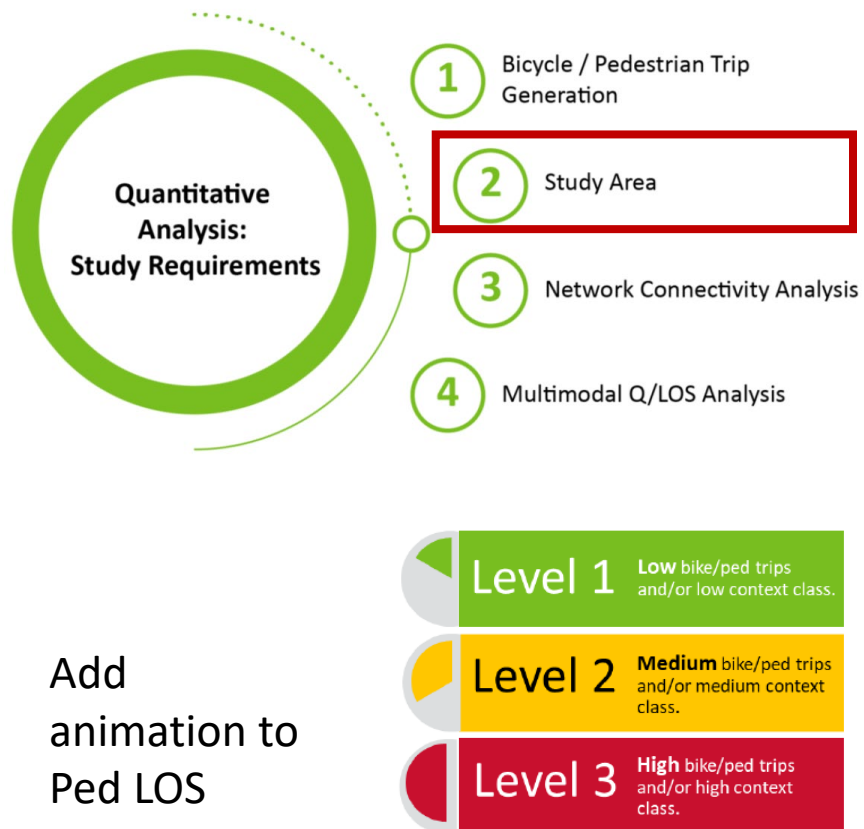 Quantitative
Analysis:
Study Requirements
1
Bicycle / Pedestrian Trip
Generation
2
Study Area
3
Network Connectivity Analysis
4
Multimodal Q/LOS Analysis
Add
animation to
Ped LOS
Level 1
Low bike/ped trips
and/or low context class.
Level 2
Medium bike/ped trips
and/or medium context
class.
Level 3
High bike/ped trips
and/or high context
class.